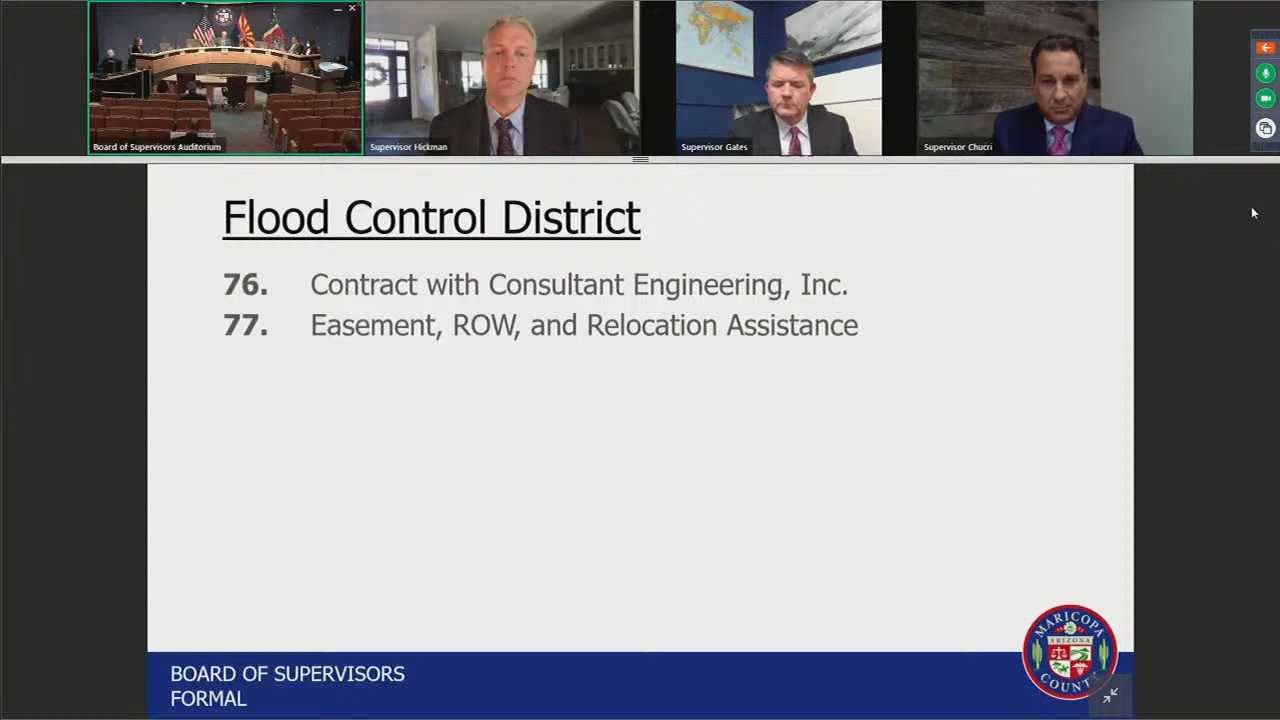 Board of Supervisors Auditorium
Supervisor Hickman
Supervisor Gates
Supervisor Chucri
Flood Control District
76. Contract with Consultant Engineering, Inc.
77. Easement, ROW, and Relocation Assistance
BOARD OF SUPERVISORS
FORMAL
MARICOPA
ARIZONA
COUNTY